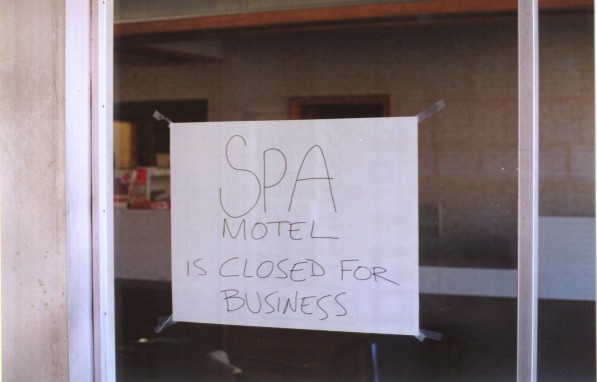 SPA
MOTEL
IS CLOSED FOR
BUSINESS